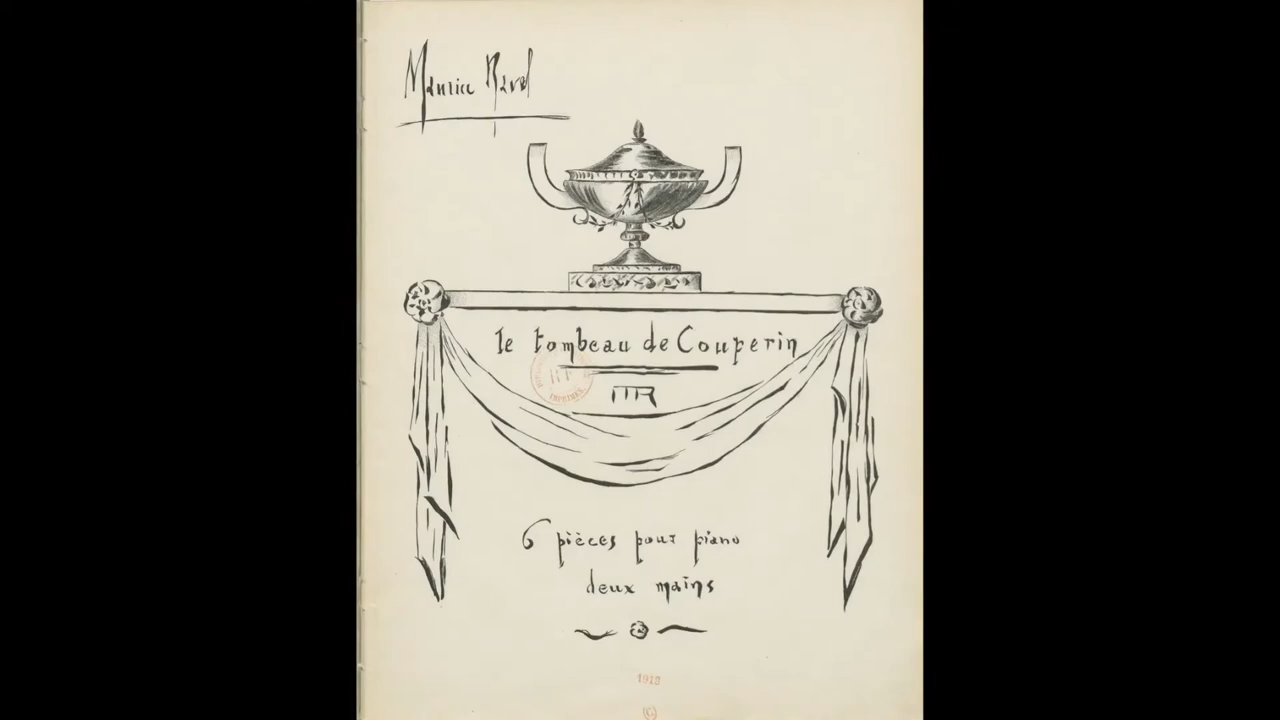 Maurice Ravel
le tombeau de Couperin
MR
6 pièces pour piano
deux mains
1918